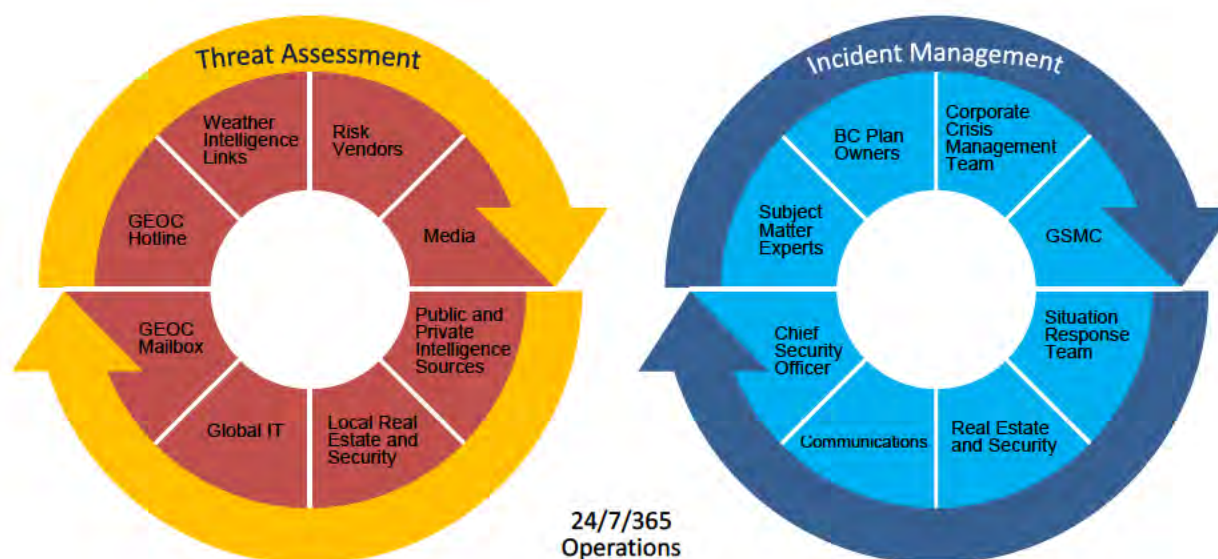 Threat Assessment
Weather
Intelligence
Links
Risk
Vendors
Media
Public and
Private
Intelligence
Sources
Local Real
Estate and
Security
Global IT
GEOC
Mailbox
GEOC
Hotline
Incident Management
BC Plan
Owners
Corporate
Crisis
Management
Team
GSMC
Situation
Response
Team
Real Estate
and Security
Communications
Chief
Security
Officer
Subject
Matter
Experts
24/7/365
Operations